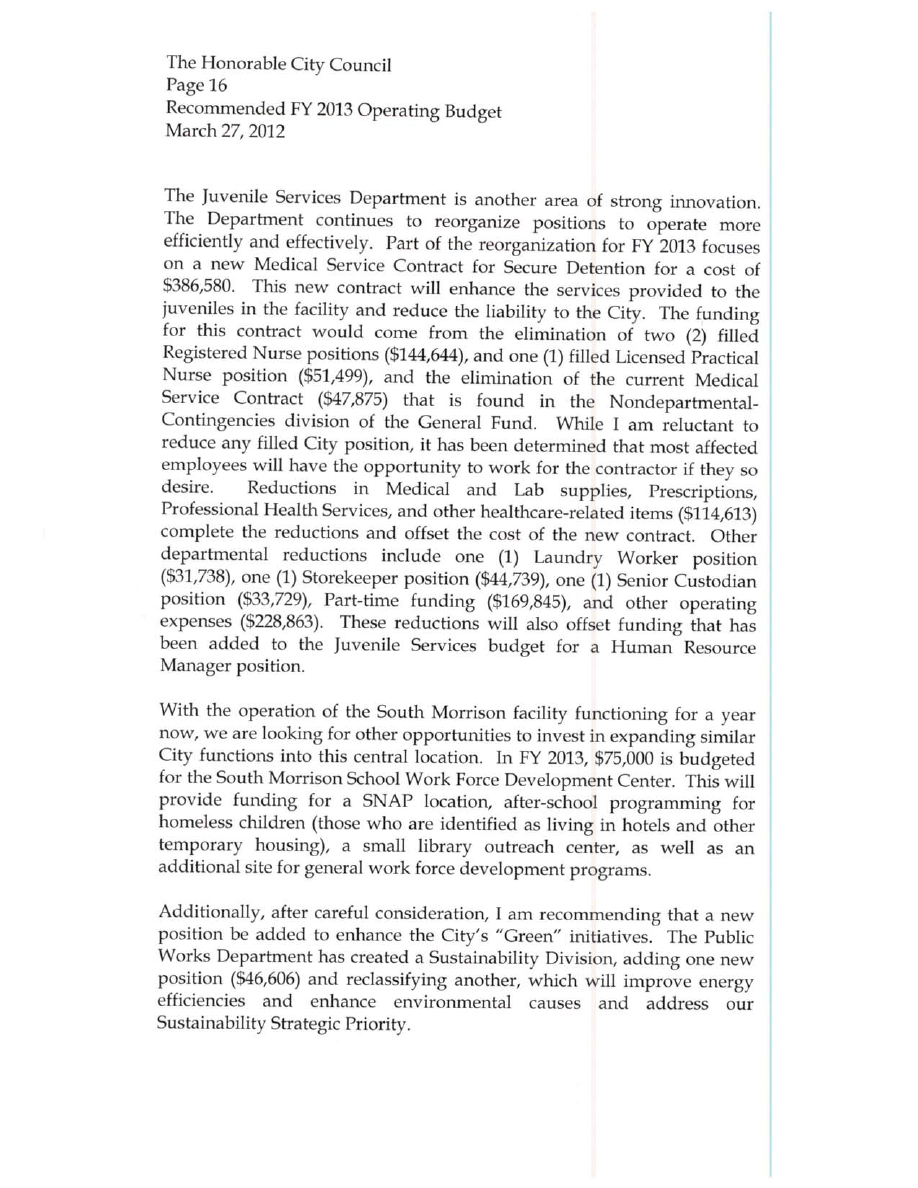 The Honorable City Council
Page 16
Recommended FY 2013 Operating Budget
March 27, 2012
The Juvenile Services Department is another area of strong innovation.
The Department continues to reorganize positions to operate more
efficiently and effectively. Part of the reorganization for FY 2013 focuses
on a new Medical Service Contract for Secure Detention for a cost of
$386,580. This new contract will enhance the services provided to the
juveniles in the facility and reduce the liability to the City. The funding
for this contract would come from the elimination of two (2) filled
Registered Nurse positions ($144,644), and one (1) filled Licensed Practical
Nurse position ($51,499), and the elimination of the current Medical
Service Contract ($47,875) that is found in the Nondepartmental-
Contingencies division of the General Fund. While I am reluctant to
reduce any filled City position, it has been determined that most affected
employees will have the opportunity to work for the contractor if they so
desire. Reductions in Medical and Lab supplies, Prescriptions,
Professional Health Services, and other healthcare-related items ($114,613)
complete the reductions and offset the cost of the new contract. Other
departmental reductions include one (1) Laundry Worker position
($31,738), one (1) Storekeeper position ($44,739), one (1) Senior Custodian
position ($33,729), Part-time funding ($169,845), and other operating
expenses ($228,863). These reductions will also offset funding that has
been added to the Juvenile Services budget for a Human Resource
Manager position.
With the operation of the South Morrison facility functioning for a year
now, we are looking for other opportunities to invest in expanding similar
City functions into this central location. In FY 2013, $75,000 is budgeted
for the South Morrison School Work Force Development Center. This will
provide funding for a SNAP location, after-school programming for
homeless children (those who are identified as living in hotels and other
temporary housing), a small library outreach center, as well as an
additional site for general work force development programs.
Additionally, after careful consideration, I am recommending that a new
position be added to enhance the City's "Green" initiatives. The Public
Works Department has created a Sustainability Division, adding one new
position ($46,606) and reclassifying another, which will improve energy
efficiencies and enhance environmental causes and address our
Sustainability Strategic Priority.